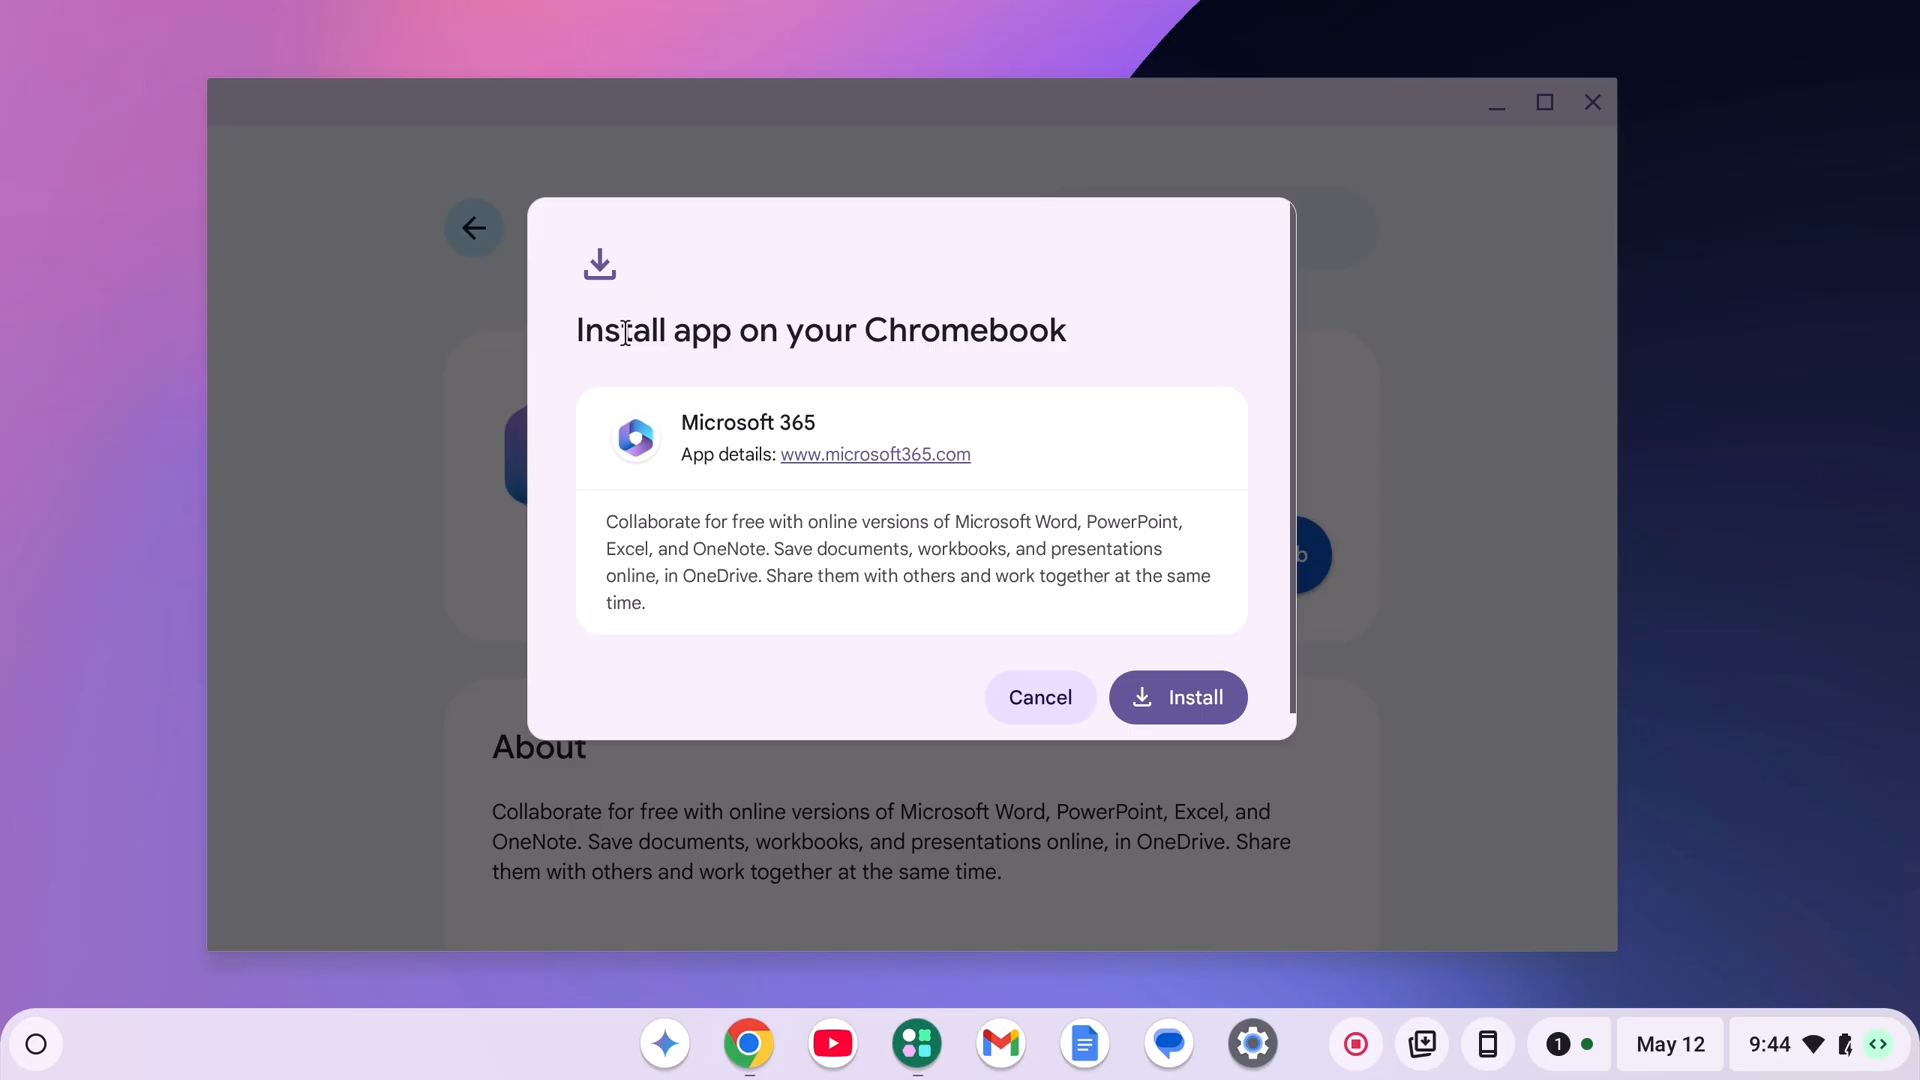 Install app on your Chromebook
Microsoft 365
App details: www.microsoft365.com
Collaborate for free with online versions of Microsoft Word, PowerPoint,
Excel, and OneNote. Save documents, workbooks, and presentations
online, in OneDrive. Share them with others and work together at the same
time.
b
Cancel
Install
About
Collaborate for free with online versions of Microsoft Word, PowerPoint, Excel, and
OneNote. Save documents, workbooks, and presentations online, in OneDrive. Share
them with others and work together at the same time.
1
May 12
9:44